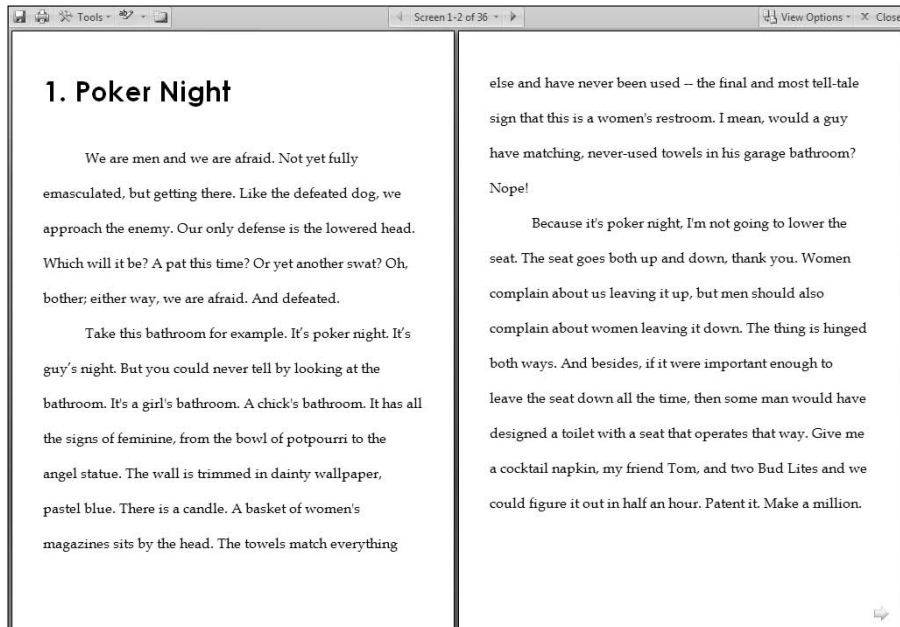 Tools
Screen 1-2 of 36
View Options
Close
1. Poker Night
We are men and we are afraid. Not yet fully
emasculated, but getting there. Like the defeated dog, we
approach the enemy. Our only defense is the lowered head.
Which will it be? A pat this time? Or yet another swat? Oh,
bother; either way, we are afraid. And defeated.
Take this bathroom for example. It's poker night. It's
guy's night. But you could never tell by looking at the
bathroom. It's a girl's bathroom. A chick's bathroom. It has all
the signs of feminine, from the bowl of potpourri to the
angel statue. The wall is trimmed in dainty wallpaper,
pastel blue. There is a candle. A basket of women's
magazines sits by the head. The towels match everything
else and have never been used -- the final and most tell-tale
sign that this is a women's restroom. I mean, would a guy
have matching, never-used towels in his garage bathroom?
Nope!
Because it's poker night, I'm not going to lower the
seat. The seat goes both up and down, thank you. Women
complain about us leaving it up, but men should also
complain about women leaving it down. The thing is hinged
both ways. And besides, if it were important enough to
leave the seat down all the time, then some man would have
designed a toilet with a seat that operates that way. Give me
a cocktail napkin, my friend Tom, and two Bud Lites and we
could figure it out in half an hour. Patent it. Make a million.